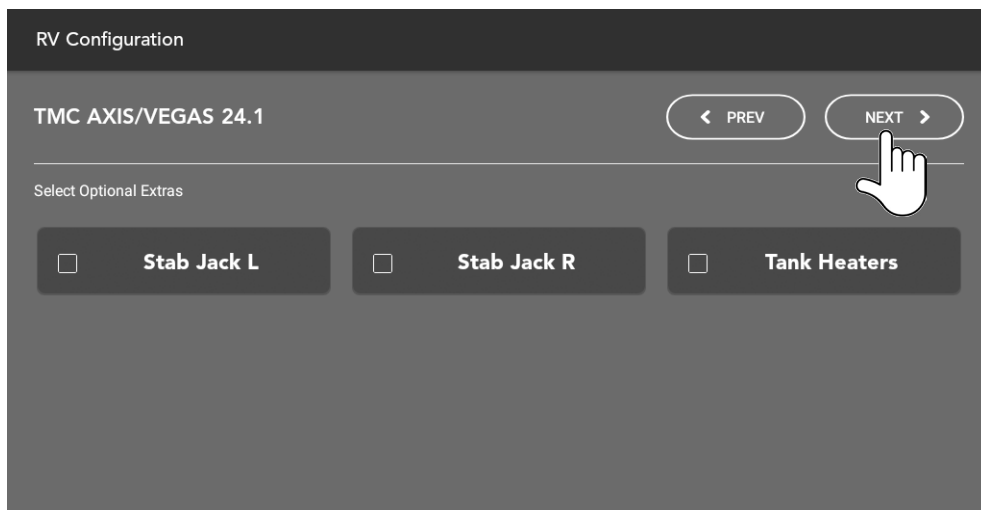 RV Configuration
TMC AXIS/VEGAS 24.1
PREV
NEXT
Select Optional Extras
Stab Jack L
Stab Jack R
Tank Heaters